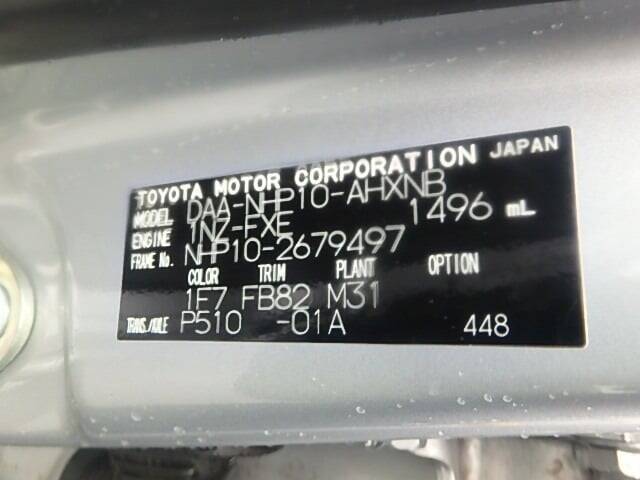 TOYOTA MOTOR CORPORATION JAPAN
MODEL DAA-NHP10-AHXNB
ENGINE 1NZ-FXE 1496 mL
FRAME No. NHP10-2679497
COLOR TRIM PLANT OPTION
1F7 FB82 M31
TRANS./AXLE P510 -01A 448